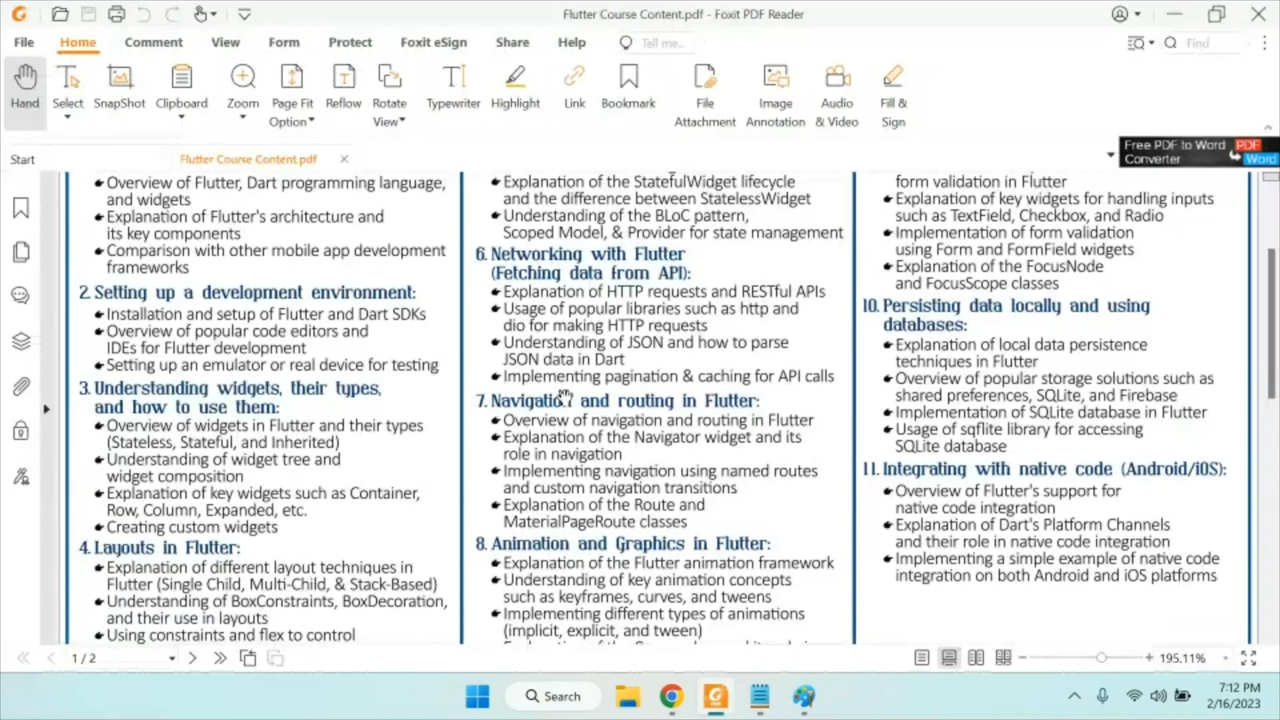 Flutter Course Content.pdf - Foxit PDF Reader
File Home Comment View Form Protect Foxit eSign Share Help Tell me... Find
Hand Select SnapShot Clipboard Zoom Page Fit Option Reflow Rotate View Typewriter Highlight Link Bookmark File Attachment Image Annotation Audio & Video Fill & Sign
Free PDF to Word Converter PDF Word
Start Flutter Course Content.pdf
Overview of Flutter, Dart programming language,
and widgets
Explanation of Flutter's architecture and
its key components
Comparison with other mobile app development
frameworks
2. Setting up a development environment:
Installation and setup of Flutter and Dart SDKs
Overview of popular code editors and
IDEs for Flutter development
Setting up an emulator or real device for testing
3. Understanding widgets, their types,
and how to use them:
Overview of widgets in Flutter and their types
(Stateless, Stateful, and Inherited)
Understanding of widget tree and
widget composition
Explanation of key widgets such as Container,
Row, Column, Expanded, etc.
Creating custom widgets
4. Layouts in Flutter:
Explanation of different layout techniques in
Flutter (Single Child, Multi-Child, & Stack-Based)
Understanding of BoxConstraints, BoxDecoration,
and their use in layouts
Using constraints and flex to control
Explanation of the StatefulWidget lifecycle
and the difference between StatelessWidget
Understanding of the BLoC pattern,
Scoped Model, & Provider for state management
6. Networking with Flutter
(Fetching data from API):
Explanation of HTTP requests and RESTful APIs
Usage of popular libraries such as http and
dio for making HTTP requests
Understanding of JSON and how to parse
JSON data in Dart
Implementing pagination & caching for API calls
7. Navigation and routing in Flutter:
Overview of navigation and routing in Flutter
Explanation of the Navigator widget and its
role in navigation
Implementing navigation using named routes
and custom navigation transitions
Explanation of the Route and
MaterialPageRoute classes
8. Animation and Graphics in Flutter:
Explanation of the Flutter animation framework
Understanding of key animation concepts
such as keyframes, curves, and tweens
Implementing different types of animations
(implicit, explicit, and tween)
form validation in Flutter
Explanation of key widgets for handling inputs
such as TextField, Checkbox, and Radio
Implementation of form validation
using Form and FormField widgets
Explanation of the FocusNode
and FocusScope classes
10. Persisting data locally and using
databases:
Explanation of local data persistence
techniques in Flutter
Overview of popular storage solutions such as
shared preferences, SQLite, and Firebase
Implementation of SQLite database in Flutter
Usage of sqflite library for accessing
SQLite database
11. Integrating with native code (Android/iOS):
Overview of Flutter's support for
native code integration
Explanation of Dart's Platform Channels
and their role in native code integration
Implementing a simple example of native code
integration on both Android and iOS platforms
1 / 2 195.11%
Search
7:12 PM
2/16/2023